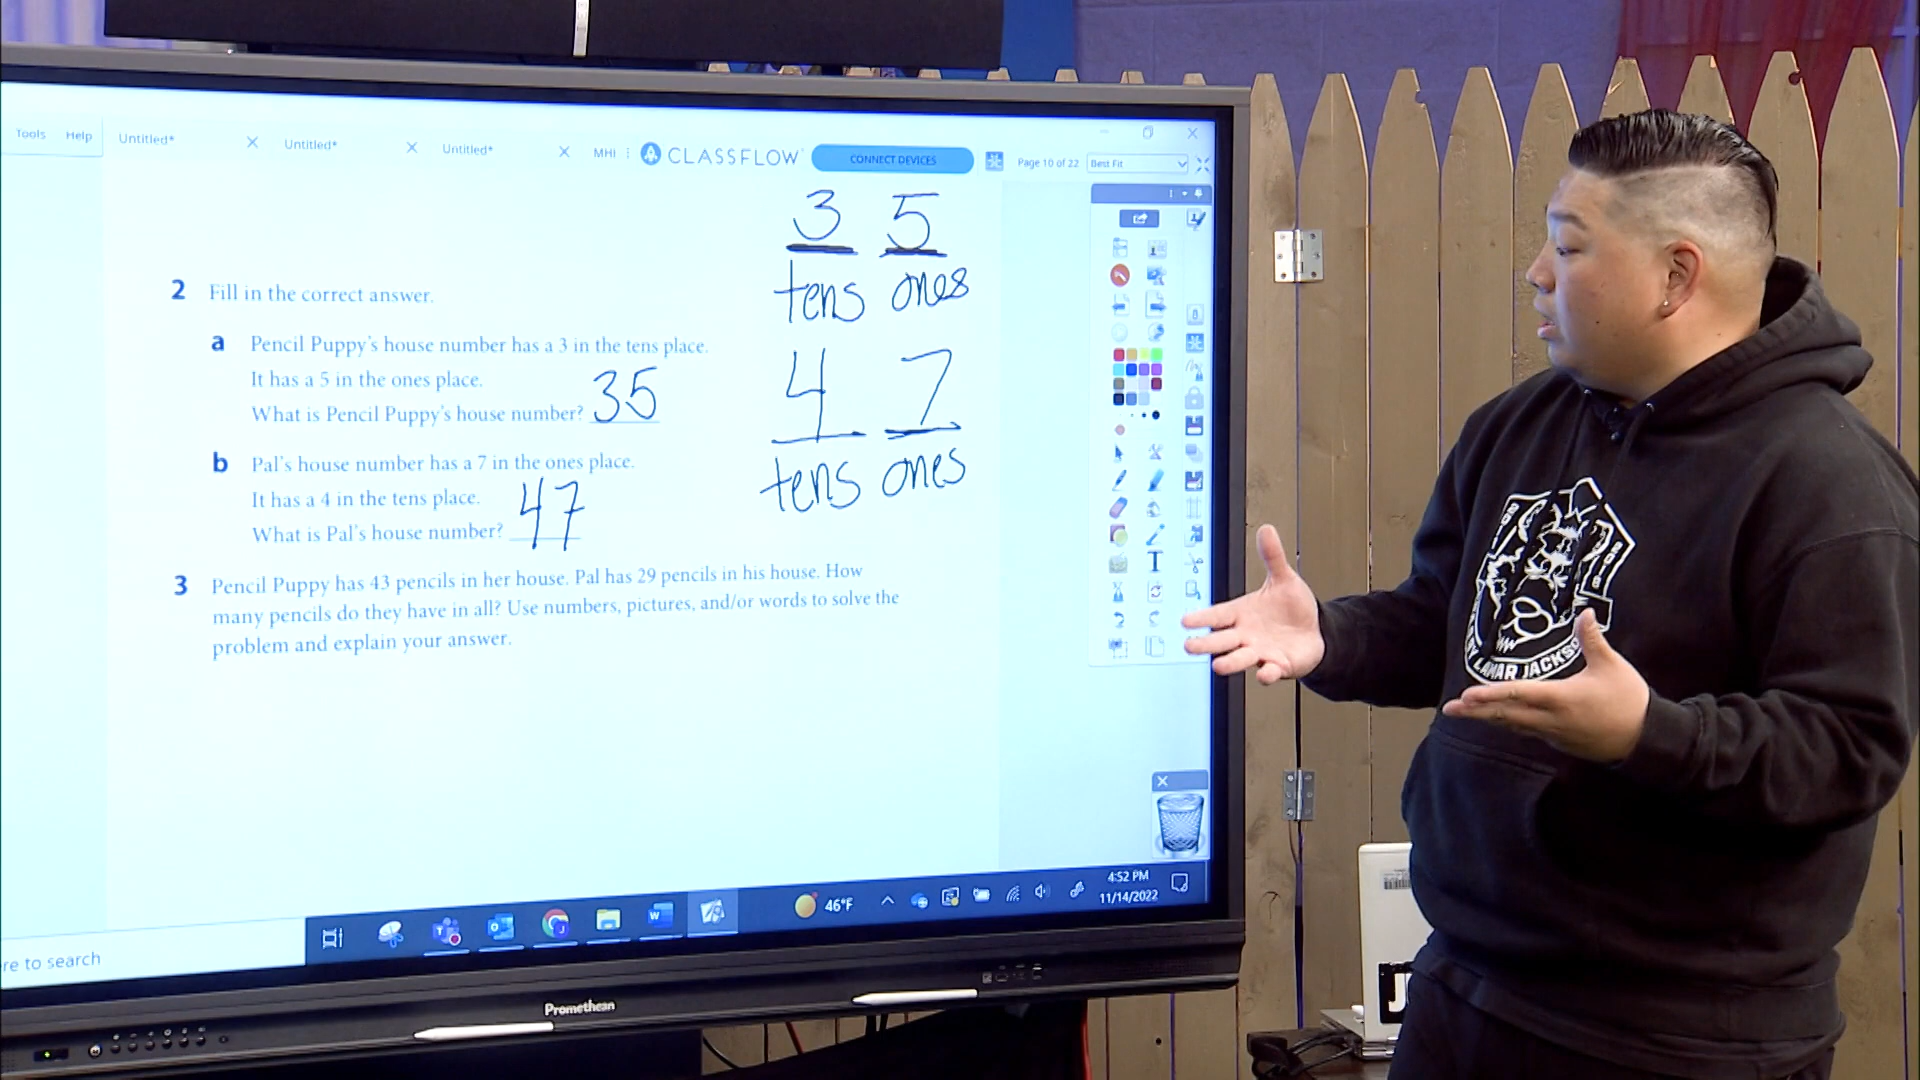 Tools Help Untitled* Untitled* Untitled* MHI CLASSFLOW CONNECT DEVICES Page 10 of 22 Best Fit
3 5
tens ones
2 Fill in the correct answer.
a Pencil Puppy's house number has a 3 in the tens place.
It has a 5 in the ones place.
What is Pencil Puppy's house number? 35
4 7
tens ones
b Pal's house number has a 7 in the ones place.
It has a 4 in the tens place.
What is Pal's house number? 47
3 Pencil Puppy has 43 pencils in her house. Pal has 29 pencils in his house. How
many pencils do they have in all? Use numbers, pictures, and/or words to solve the
problem and explain your answer.
T
LAMAR JACKSO
re to search
46°F
4:52 PM
11/14/2022
Promethean